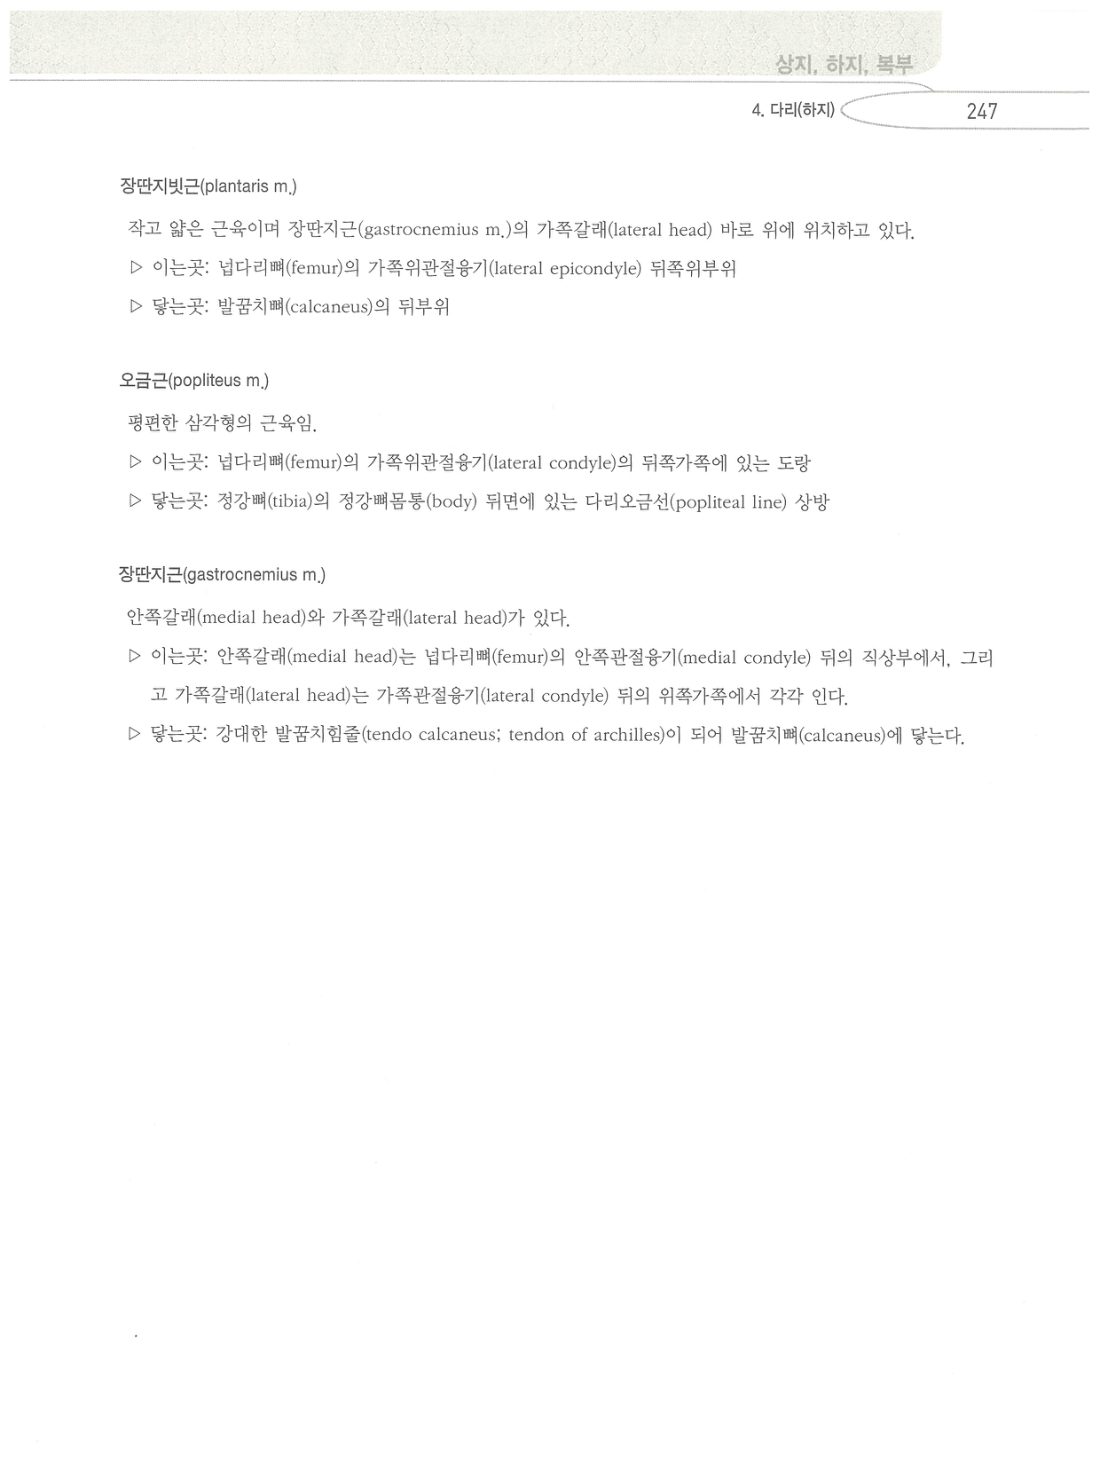 상지, 하지, 복부
4. 다리(하지)
247
장딴지빗근(plantaris m.)
작고 얇은 근육이며 장딴지근(gastrocnemius m.)의 가쪽갈래(lateral head) 바로 위에 위치하고 있다.
▷ 이는곳: 넙다리뼈(femur)의 가쪽위관절융기(lateral epicondyle) 뒤쪽위부위
▷ 닿는곳: 발꿈치뼈(calcaneus)의 뒤부위
오금근(popliteus m.)
평편한 삼각형의 근육임.
▷ 이는곳: 넙다리뼈(femur)의 가쪽위관절융기(lateral condyle)의 뒤쪽가쪽에 있는 도랑
▷ 닿는곳: 정강뼈(tibia)의 정강뼈몸통(body) 뒤면에 있는 다리오금선(popliteal line) 상방
장딴지근(gastrocnemius m.)
안쪽갈래(medial head)와 가쪽갈래(lateral head)가 있다.
▷ 이는곳: 안쪽갈래(medial head)는 넙다리뼈(femur)의 안쪽관절융기(medial condyle) 뒤의 직상부에서, 그리
고 가쪽갈래(lateral head)는 가쪽관절융기(lateral condyle) 뒤의 위쪽가쪽에서 각각 인다.
▷ 닿는곳: 강대한 발꿈치힘줄(tendo calcaneus; tendon of archilles)이 되어 발꿈치뼈(calcaneus)에 닿는다.